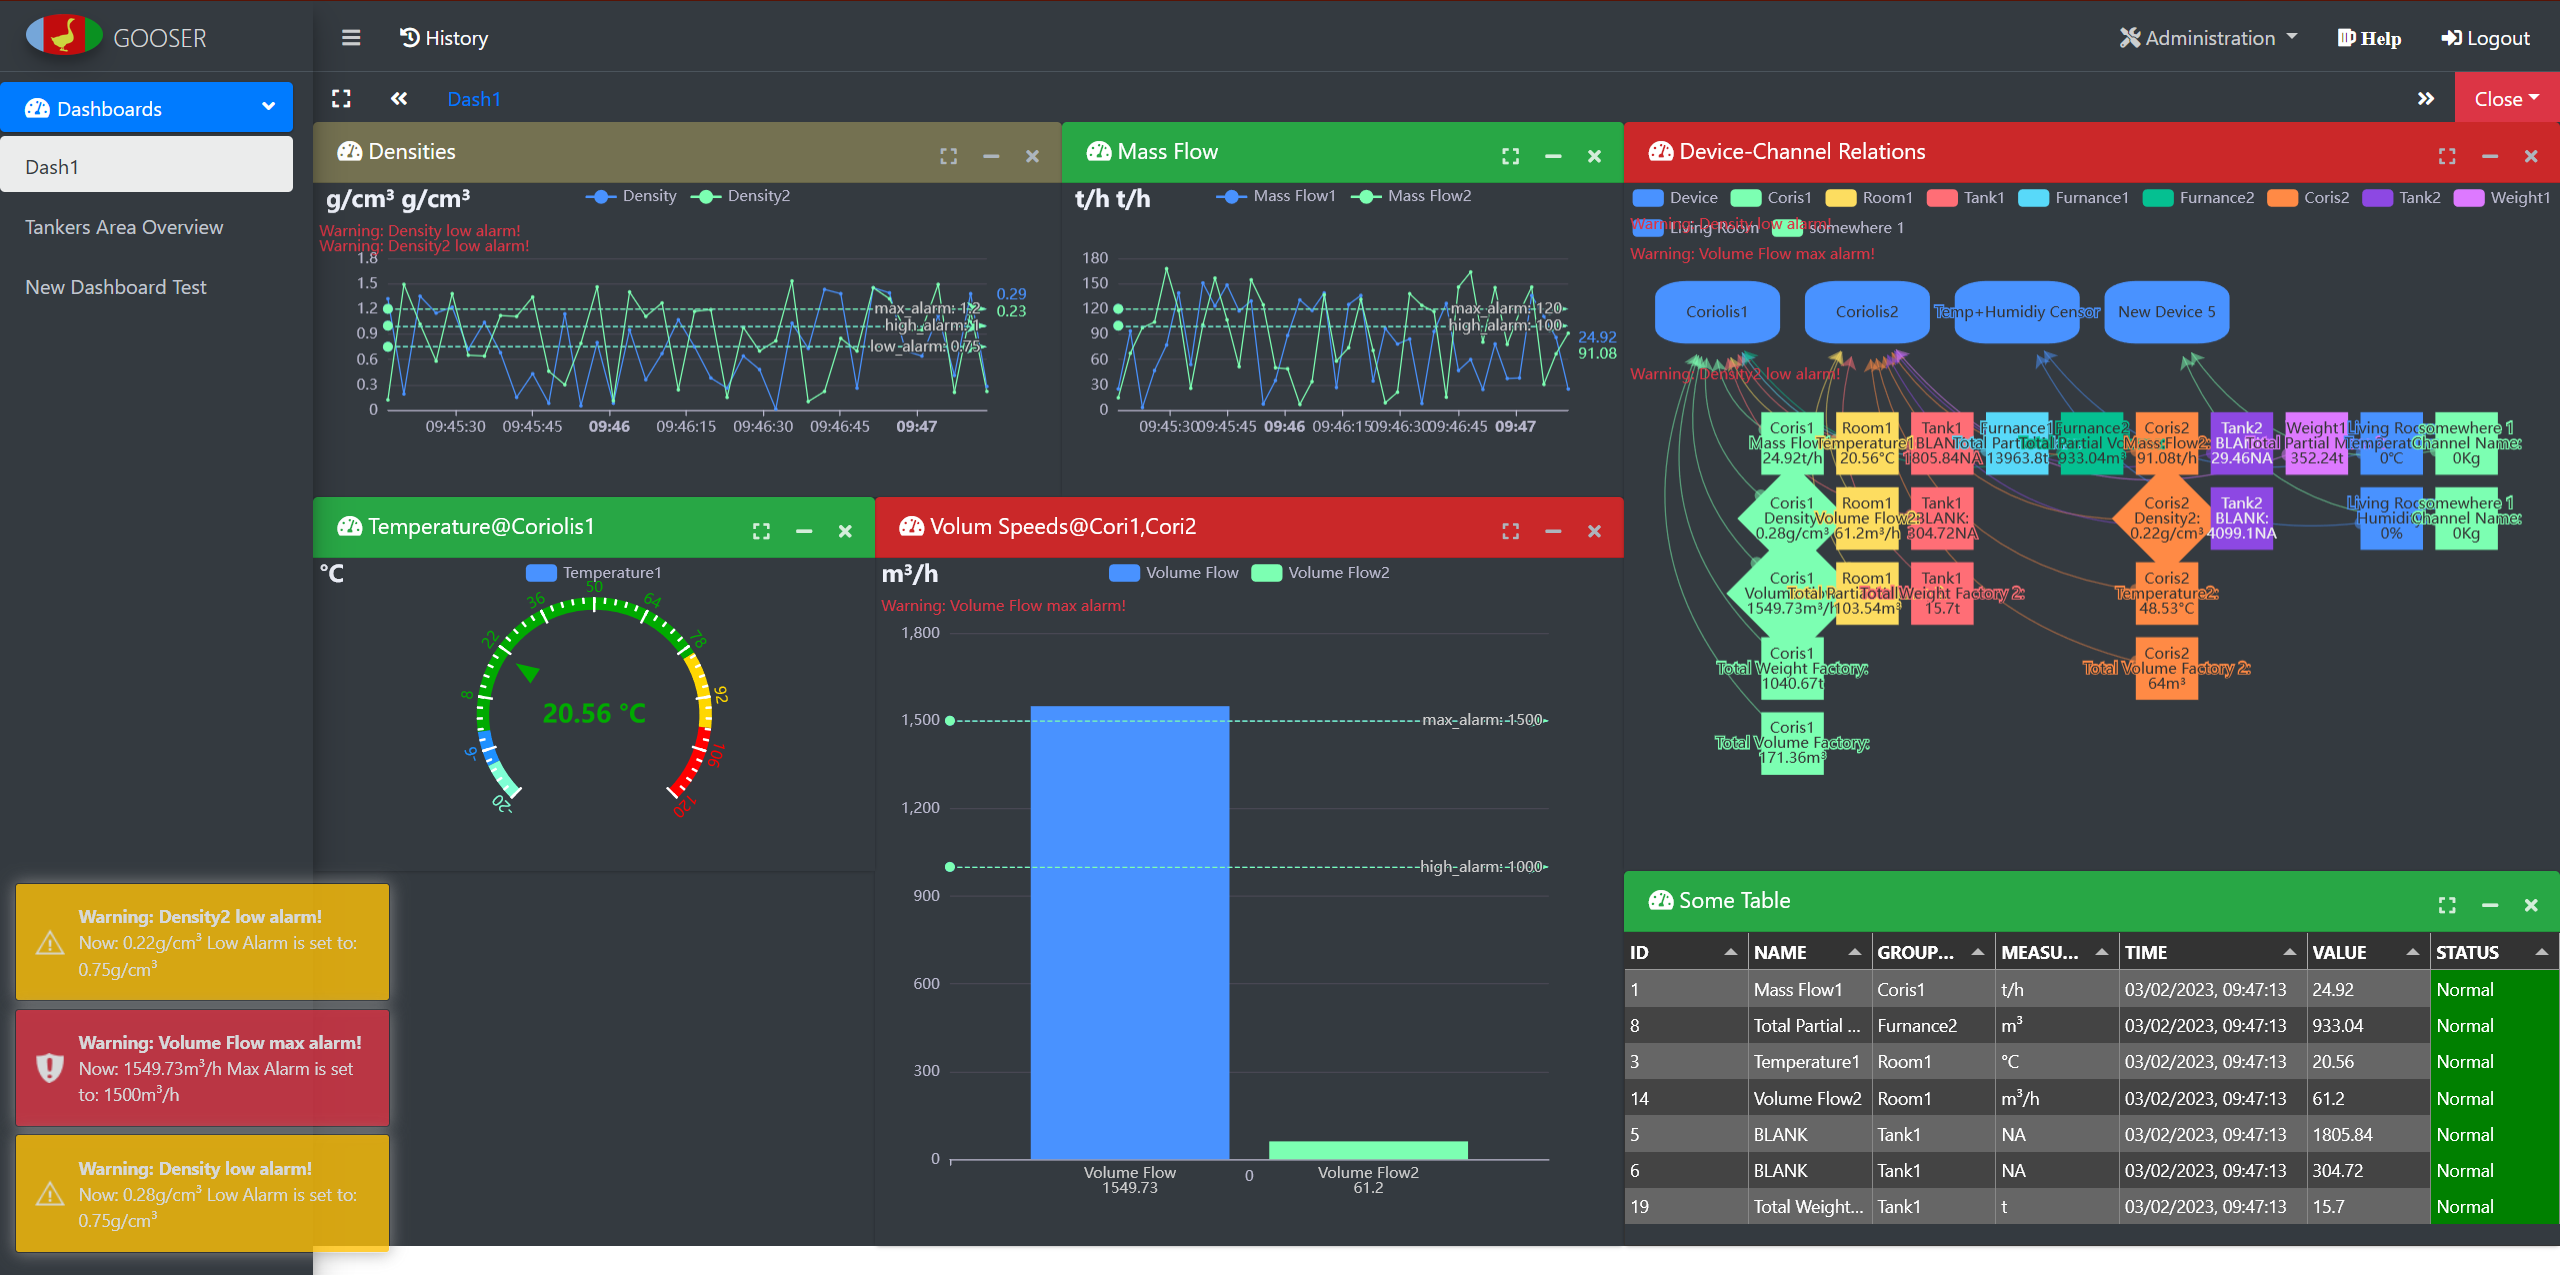 GOOSER
History
Administration
Help
Logout
Dashboards
Dash1
Tankers Area Overview
New Dashboard Test
Dash1
Close
Densities
g/cm³ g/cm³
Density
Density2
Warning: Density low alarm!
Warning: Density2 low alarm!
1.8
1.5
1.2
0.9
0.6
0.3
0
max_alarm: 1.2
high_alarm: 1
low_alarm: 0.75
0.29
0.23
09:45:30 09:45:45 09:46 09:46:15 09:46:30 09:46:45 09:47
Mass Flow
t/h t/h
Mass Flow1
Mass Flow2
180
150
120
90
60
30
0
max_alarm: 120
high_alarm: 100
24.92
91.08
09:45:30 09:45:45 09:46 09:46:15 09:46:30 09:46:45 09:47
Device-Channel Relations
Device Coris1 Room1 Tank1 Furnance1 Furnance2 Coris2 Tank2 Weight1
Living Room somewhere 1
Warning: Density low alarm!
Warning: Volume Flow max alarm!
Coriolis1
Coriolis2
Temp+Humidiy Censor
New Device 5
Warning: Density2 low alarm!
Coris1
Mass Flow
24.92t/h
Room1
Temperature1
20.56°C
Tank1
BLANK
1805.84NA
Furnance1
Total Partial
13963.8t
Furnance2
Partial
933.04m³
Coris2
Mass Flow2:
91.08t/h
Tank2
29.46NA
Weight1
Total Partial
352.24t
Living Room
0°C
somewhere 1
Channel Name:
0Kg
Coris1
Density
0.28g/cm³
Room1
Volume Flow2:
61.2m³/h
Tank1
BLANK:
304.72NA
Coris2
Density2:
0.22g/cm³
Tank2
BLANK:
4099.1NA
Living Room
0%
somewhere 1
Channel Name:
0Kg
Coris1
1549.73m³/h
Room1
Total Partial
103.54m³
Tank1
Total Weight Factory 2:
15.7t
Coris2
Temperature2:
48.53°C
Coris1
Total Weight Factory:
1040.67t
Coris2
Total Volume Factory 2:
64m³
Coris1
Total Volume Factory:
171.36m³
Temperature@Coriolis1
°C
Temperature1
-20
-6
8
22
36
50
64
78
92
106
120
20.56 °C
Volum Speeds@Cori1,Cori2
m³/h
Volume Flow
Volume Flow2
Warning: Volume Flow max alarm!
1,800
1,500
1,200
900
600
300
0
max_alarm: 1500
high_alarm: 1000
Volume Flow
1549.73
0
Volume Flow2
61.2
Some Table
ID NAME GROUP... MEASU... TIME VALUE STATUS
1 Mass Flow1 Coris1 t/h 03/02/2023, 09:47:13 24.92 Normal
8 Total Partial ... Furnance2 m³ 03/02/2023, 09:47:13 933.04 Normal
3 Temperature1 Room1 °C 03/02/2023, 09:47:13 20.56 Normal
14 Volume Flow2 Room1 m³/h 03/02/2023, 09:47:13 61.2 Normal
5 BLANK Tank1 NA 03/02/2023, 09:47:13 1805.84 Normal
6 BLANK Tank1 NA 03/02/2023, 09:47:13 304.72 Normal
19 Total Weight... Tank1 t 03/02/2023, 09:47:13 15.7 Normal
Warning: Density2 low alarm!
Now: 0.22g/cm³ Low Alarm is set to:
0.75g/cm³
Warning: Volume Flow max alarm!
Now: 1549.73m³/h Max Alarm is set
to: 1500m³/h
Warning: Density low alarm!
Now: 0.28g/cm³ Low Alarm is set to:
0.75g/cm³